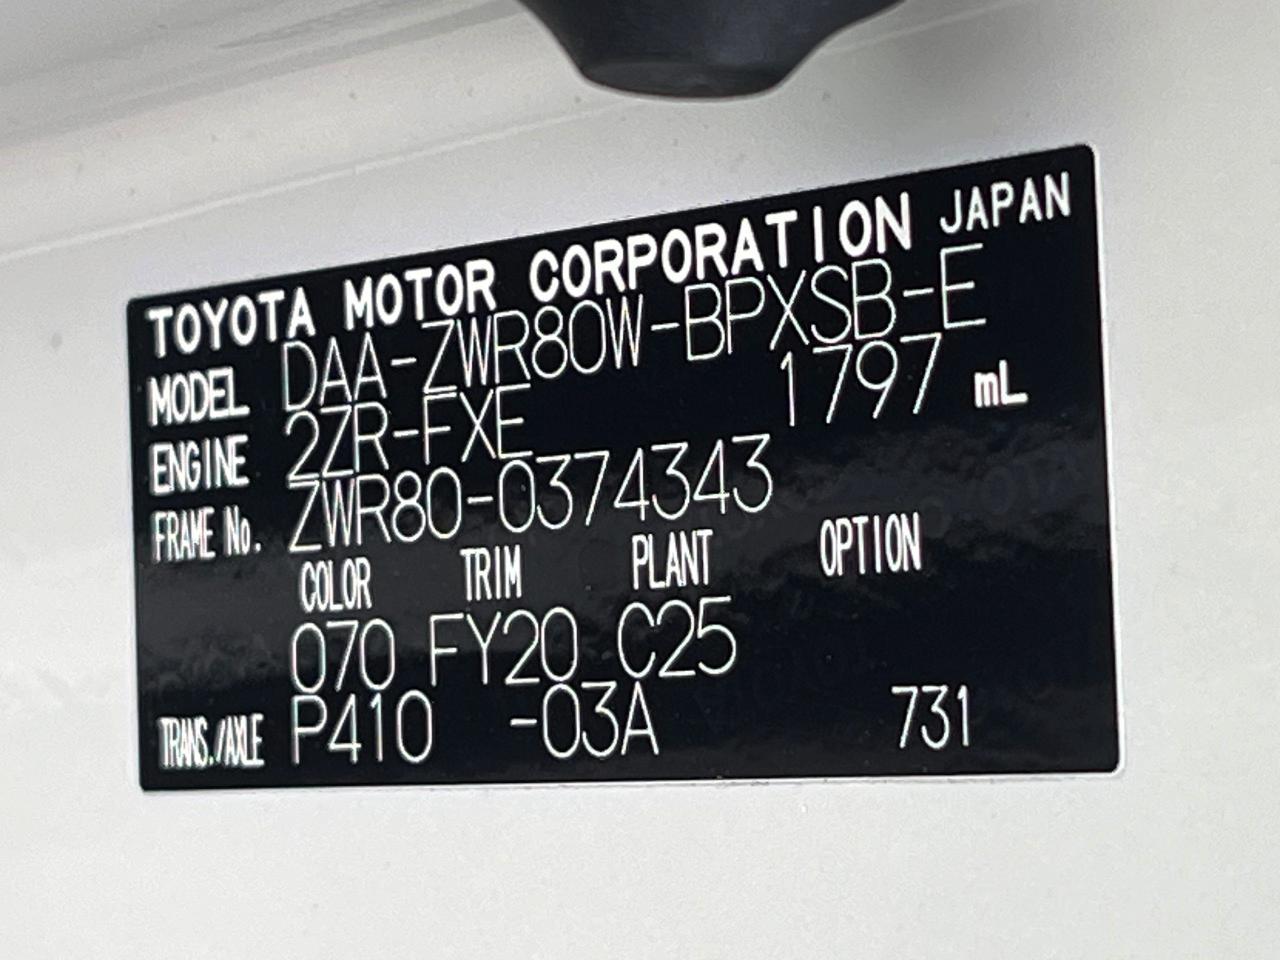 TOYOTA MOTOR CORPORATION JAPAN
MODEL DAA-ZWR80W-BPXSB-E
ENGINE 2ZR-FXE 1797 mL
FRAME No. ZWR80-0374343
COLOR TRIM PLANT OPTION
070 FY20 C25
TRANS./AXLE P410 -03A 731